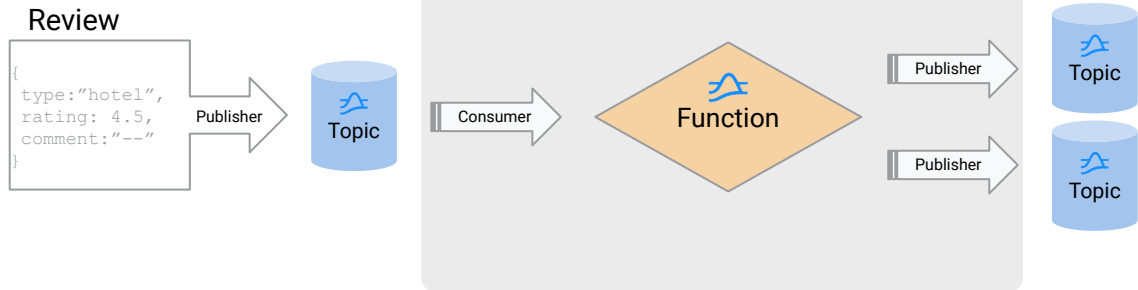 Review
{
type:”hotel”,
rating: 4.5,
comment:”--”
}
Publisher
Topic
Consumer
Function
Publisher
Topic
Publisher
Topic